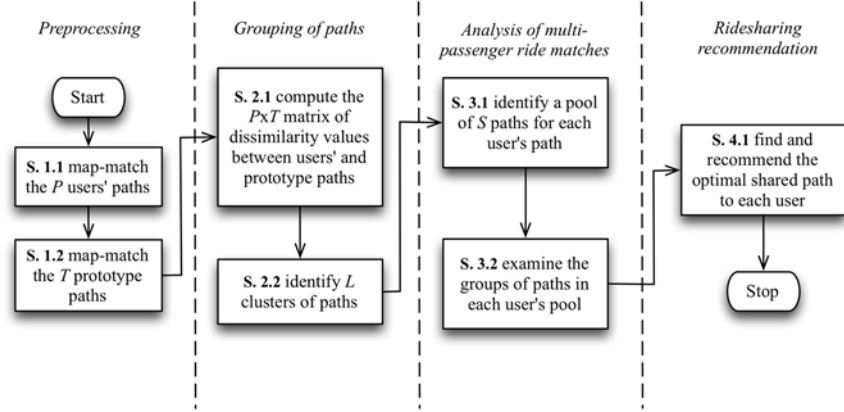 Preprocessing
Start
S. 1.1 map-match
the P users' paths
S. 1.2 map-match
the T prototype
paths
Grouping of paths
S. 2.1 compute the
PxT matrix of
dissimilarity values
between users' and
prototype paths
S. 2.2 identify L
clusters of paths
Analysis of multi-
passenger ride matches
S. 3.1 identify a pool
of S paths for each
user's path
S. 3.2 examine the
groups of paths in
each user's pool
Ridesharing
recommendation
S. 4.1 find and
recommend the
optimal shared path
to each user
Stop